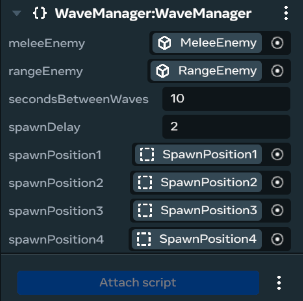 {} WaveManager:WaveManager
meleeEnemy MeleeEnemy
rangeEnemy RangeEnemy
secondsBetweenWaves 10
spawnDelay 2
spawnPosition1 SpawnPosition1
spawnPosition2 SpawnPosition2
spawnPosition3 SpawnPosition3
spawnPosition4 SpawnPosition4
Attach script